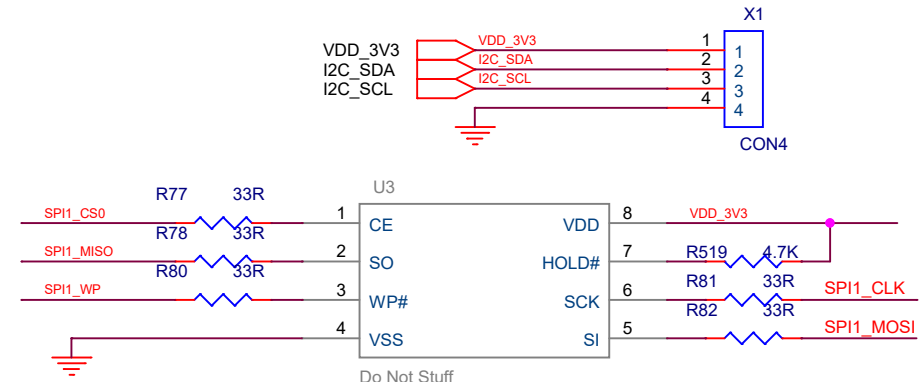 X1
VDD_3V3 VDD_3V3 1 1
I2C_SDA I2C_SDA 2 2
I2C_SCL I2C_SCL 3 3
4 4
CON4
U3
R77 33R
SPI1_CS0 1 CE VDD 8 VDD_3V3
R78 33R
SPI1_MISO 2 SO HOLD# 7 R519 4.7K
R80 33R R81 33R
SPI1_WP 3 WP# SCK 6 SPI1_CLK
R82 33R
4 VSS SI 5 SPI1_MOSI
Do Not Stuff